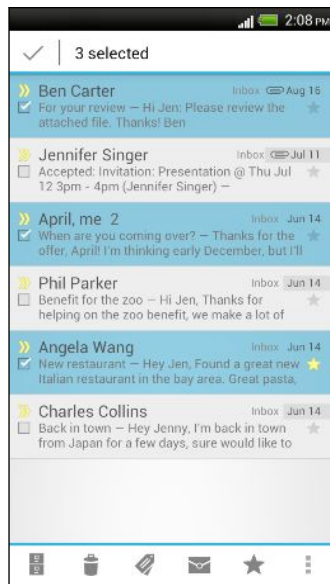 2:08 PM
3 selected
Ben Carter Inbox Aug 16
For your review – Hi Jen: Please review the
attached file. Thanks! Ben
Jennifer Singer Inbox Jul 11
Accepted: Invitation: Presentation @ Thu Jul
12 3pm - 4pm (Jennifer Singer) –
April, me 2 Inbox Jun 14
When are you coming over? – Thanks for the
offer, April! I'm thinking early December, but I'll
Phil Parker Inbox Jun 14
Benefit for the zoo – Hi Jen, Thanks for
helping on the zoo benefit, we make a lot of
Angela Wang Inbox Jun 14
New restaurant – Hey Jen, Found a great new
Italian restaurant in the bay area. Great pasta,
Charles Collins Inbox Jun 14
Back in town – Hey Jenny, I'm back in town
from Japan for a few days, sure would like to